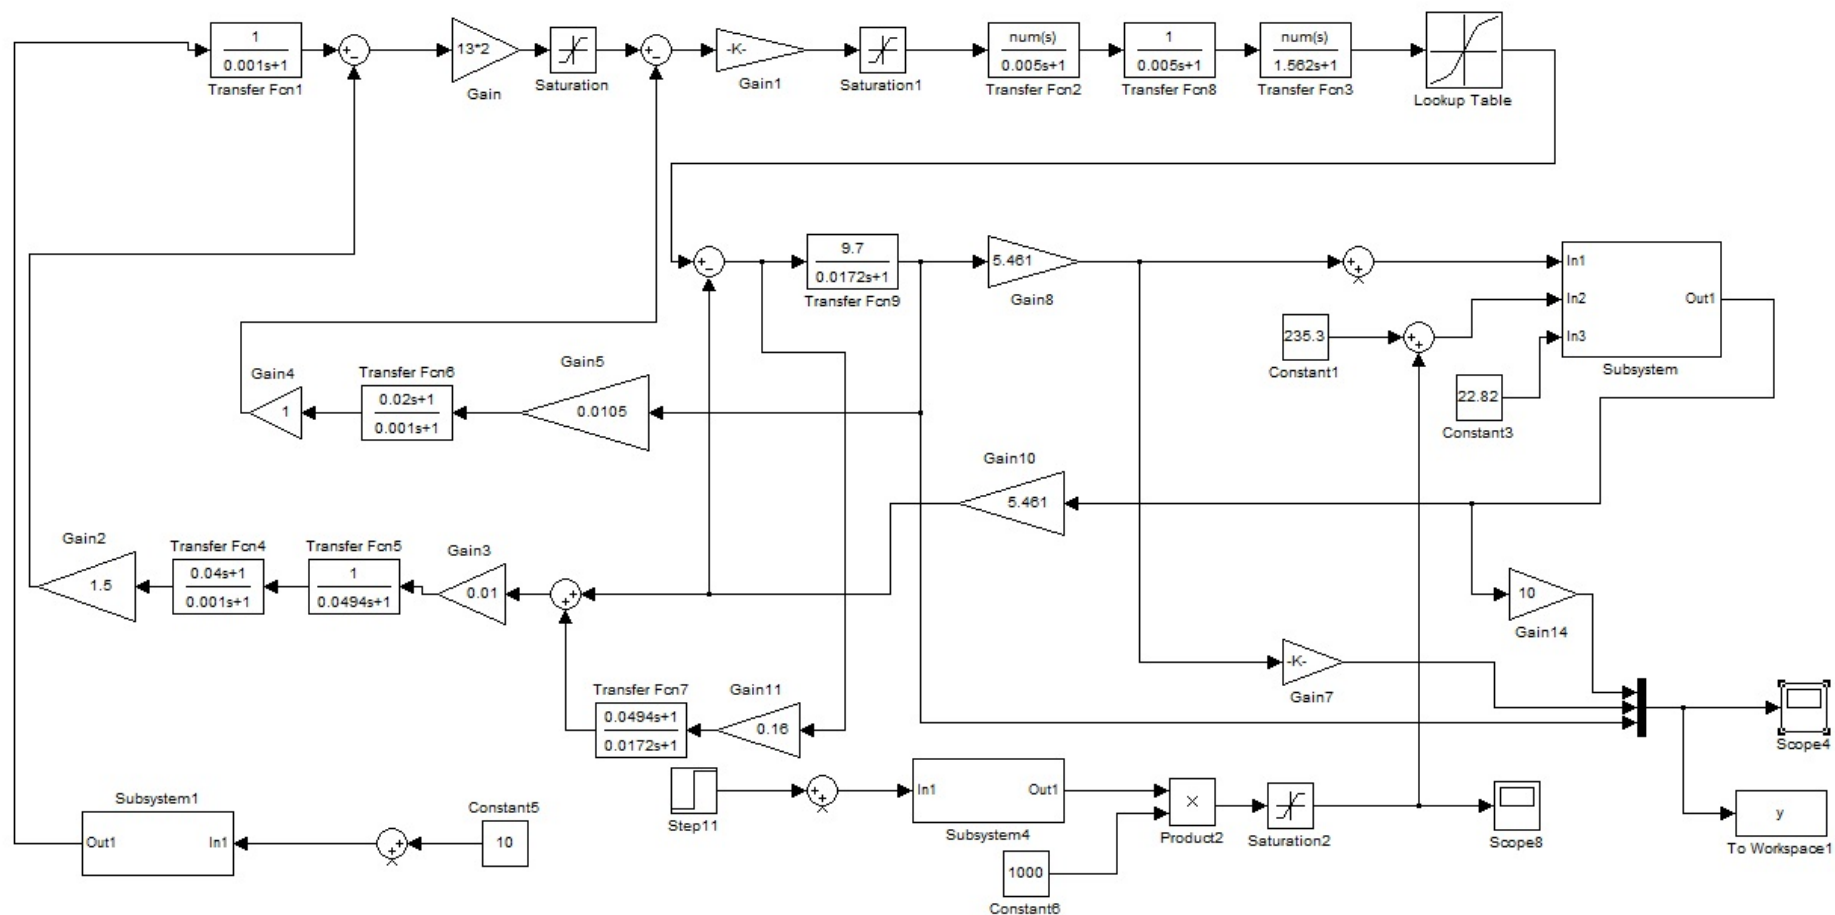 1
0.001s+1
Transfer Fcn1
+
−
13*2
Gain
Saturation
+
−
-K-
Gain1
Saturation1
num(s)
0.005s+1
Transfer Fcn2
1
0.005s+1
Transfer Fcn8
num(s)
1.562s+1
Transfer Fcn3
Lookup Table
+
−
9.7
0.0172s+1
Transfer Fcn9
5.461
Gain8
+
+
In1
In2
In3
Out1
Subsystem
235.3
Constant1
+
+
22.82
Constant3
Gain4
1
Transfer Fcn6
0.02s+1
0.001s+1
Gain5
0.0105
Gain10
5.461
Gain2
1.5
Transfer Fcn4
0.04s+1
0.001s+1
Transfer Fcn5
1
0.0494s+1
Gain3
0.01
+
+
10
Gain14
-K-
Gain7
Transfer Fcn7
0.0494s+1
0.0172s+1
Gain11
0.16
Scope4
Step11
+
+
In1
Out1
Subsystem4
×
Product2
Saturation2
Scope8
y
To Workspace1
Subsystem1
Out1
In1
+
+
Constant5
10
1000
Constant6